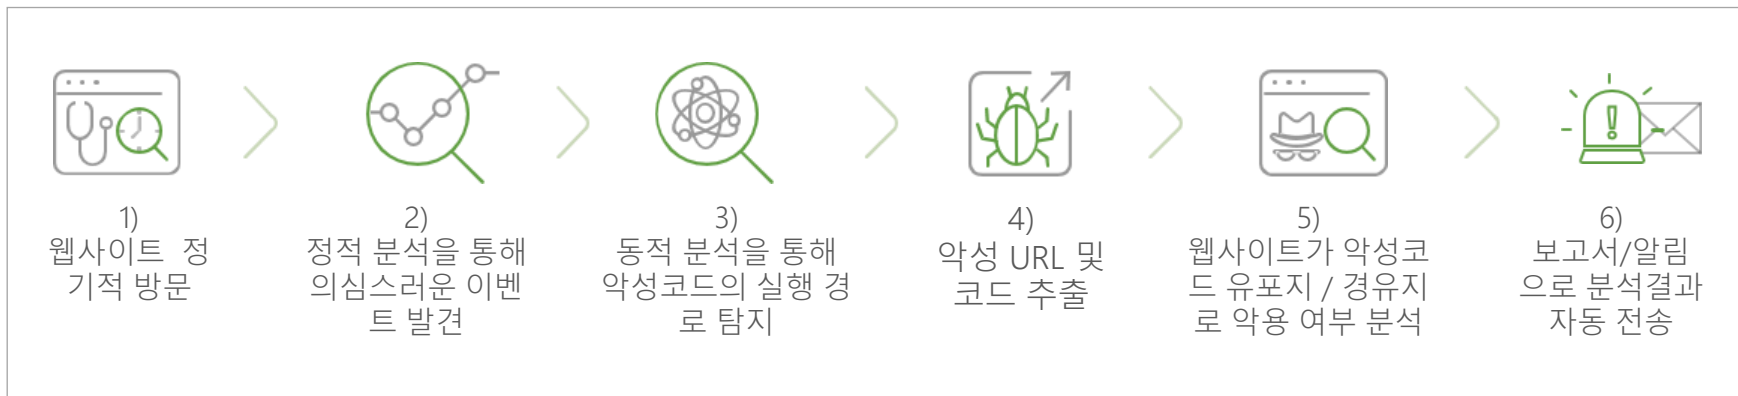 1)
웹사이트  정
기적 방문
2)
정적 분석을 통해
의심스러운 이벤
트 발견
3)
동적 분석을 통해
악성코드의 실행 경
로 탐지
4)
악성 URL 및
코드 추출
5)
웹사이트가 악성코
드 유포지 / 경유지
로 악용 여부 분석
6)
보고서/알림
으로 분석결과
자동 전송